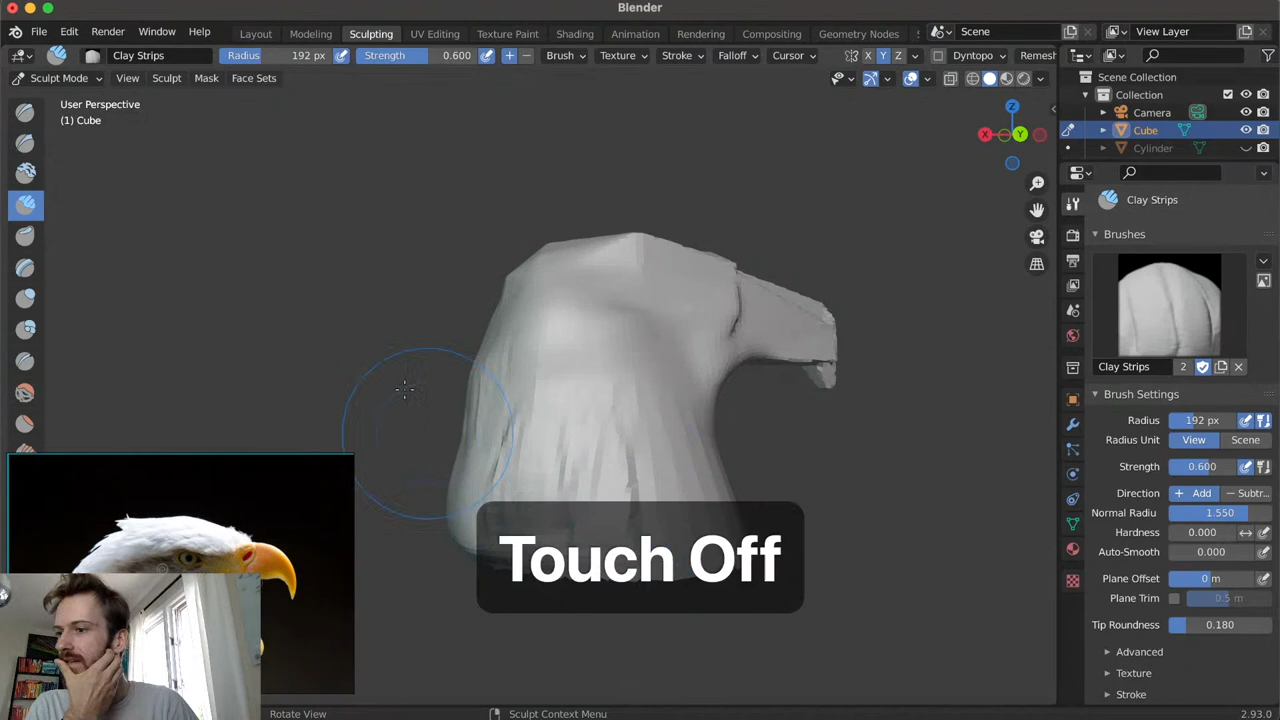 Blender
File Edit Render Window Help Layout Modeling Sculpting UV Editing Texture Paint Shading Animation Rendering Compositing Geometry Nodes Scene View Layer
Clay Strips Radius 192 px Strength 0.600 + − Brush Texture Stroke Falloff Cursor X Y Z Dyntopo Remesh
Sculpt Mode View Sculpt Mask Face Sets
User Perspective
(1) Cube
Z
X Y
Scene Collection
Collection
Camera
Cube
Cylinder
Clay Strips
Brushes
Clay Strips 2
Brush Settings
Radius 192 px
Radius Unit View Scene
Strength 0.600
Direction + Add − Subtr...
Normal Radiu 1.550
Hardness 0.000
Auto-Smooth 0.000
Plane Offset 0 m
Plane Trim 0.5 m
Tip Roundness 0.180
Advanced
Texture
Stroke
Touch Off
Rotate View Sculpt Context Menu 2.93.0